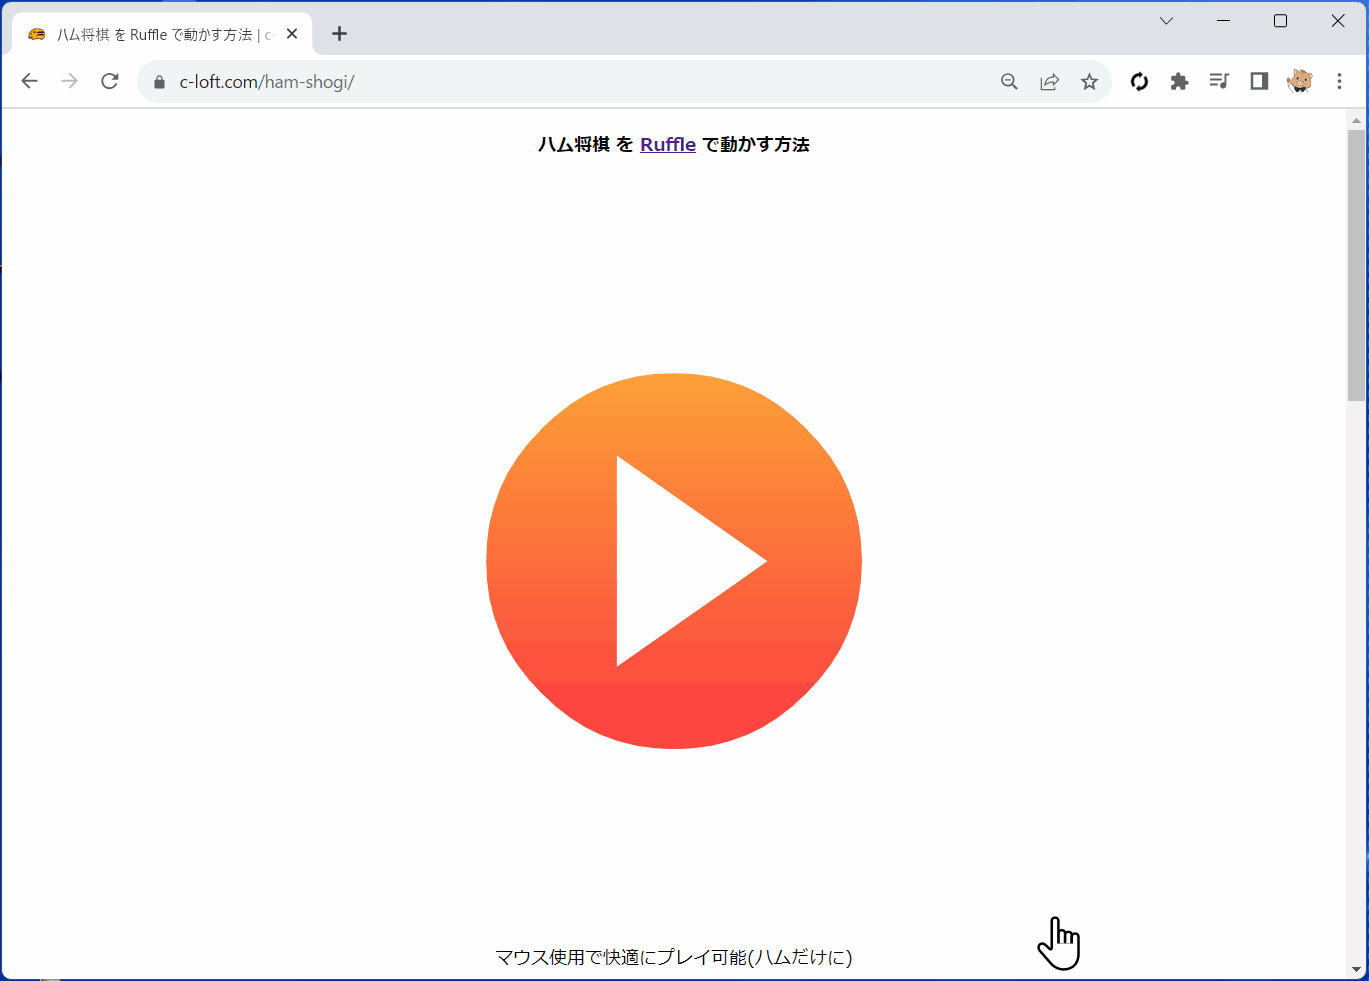 ハム将棋 を Ruffle で動かす方法 | c-
c-loft.com/ham-shogi/
ハム将棋 を Ruffle で動かす方法
マウス使用で快適にプレイ可能(ハムだけに)